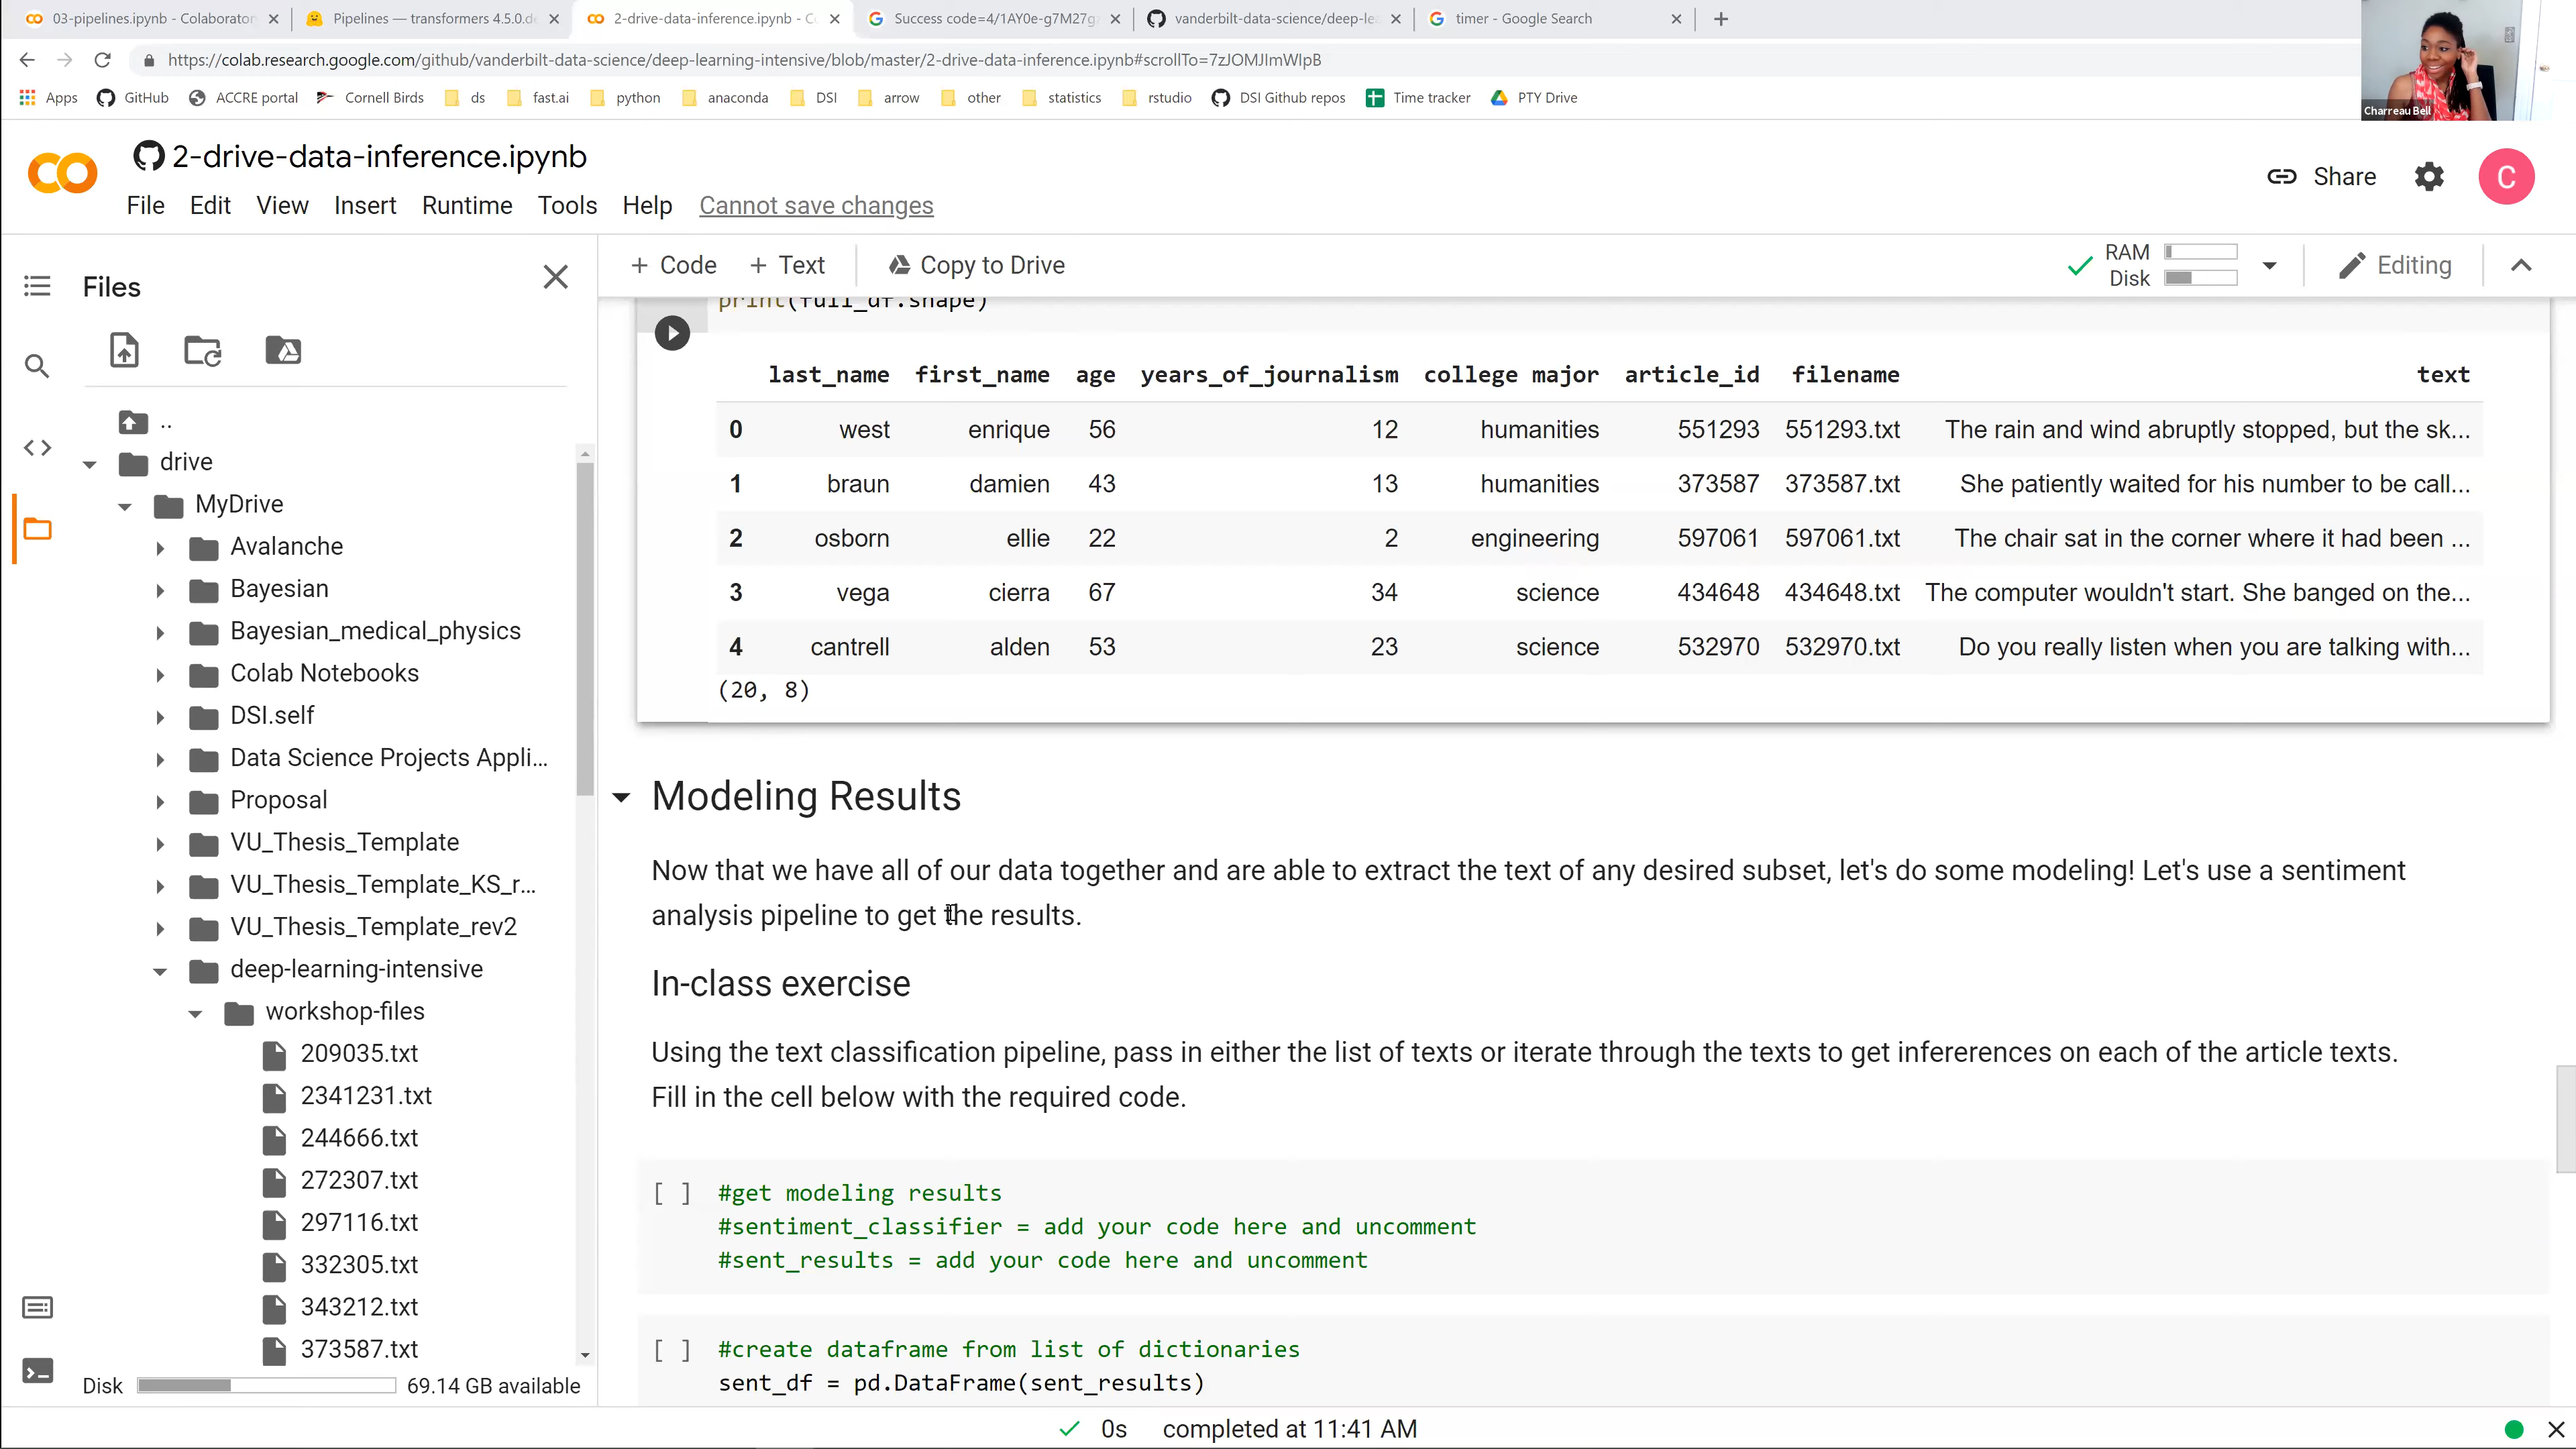 03-pipelines.ipynb - Colaborator
Pipelines — transformers 4.5.0.de
2-drive-data-inference.ipynb - C
Success code=4/1AY0e-g7M27g
vanderbilt-data-science/deep-le
timer - Google Search
https://colab.research.google.com/github/vanderbilt-data-science/deep-learning-intensive/blob/master/2-drive-data-inference.ipynb#scrollTo=7zJOMJImWIpB
Apps GitHub ACCRE portal Cornell Birds ds fast.ai python anaconda DSI arrow other statistics rstudio DSI Github repos Time tracker PTY Drive
Charreau Bell
2-drive-data-inference.ipynb
File Edit View Insert Runtime Tools Help Cannot save changes
Share
C
Files
+ Code + Text Copy to Drive
RAM
Disk
Editing
..
drive
MyDrive
Avalanche
Bayesian
Bayesian_medical_physics
Colab Notebooks
DSI.self
Data Science Projects Appli...
Proposal
VU_Thesis_Template
VU_Thesis_Template_KS_r...
VU_Thesis_Template_rev2
deep-learning-intensive
workshop-files
209035.txt
2341231.txt
244666.txt
272307.txt
297116.txt
332305.txt
343212.txt
373587.txt
Disk 69.14 GB available
print(full_df.shape)
last_name first_name age years_of_journalism college major article_id filename text
0 west enrique 56 12 humanities 551293 551293.txt The rain and wind abruptly stopped, but the sk...
1 braun damien 43 13 humanities 373587 373587.txt She patiently waited for his number to be call...
2 osborn ellie 22 2 engineering 597061 597061.txt The chair sat in the corner where it had been ...
3 vega cierra 67 34 science 434648 434648.txt The computer wouldn't start. She banged on the...
4 cantrell alden 53 23 science 532970 532970.txt Do you really listen when you are talking with...
(20, 8)
Modeling Results
Now that we have all of our data together and are able to extract the text of any desired subset, let's do some modeling! Let's use a sentiment
analysis pipeline to get the results.
In-class exercise
Using the text classification pipeline, pass in either the list of texts or iterate through the texts to get infererences on each of the article texts.
Fill in the cell below with the required code.
[ ] #get modeling results
#sentiment_classifier = add your code here and uncomment
#sent_results = add your code here and uncomment
[ ] #create dataframe from list of dictionaries
sent_df = pd.DataFrame(sent_results)
0s completed at 11:41 AM